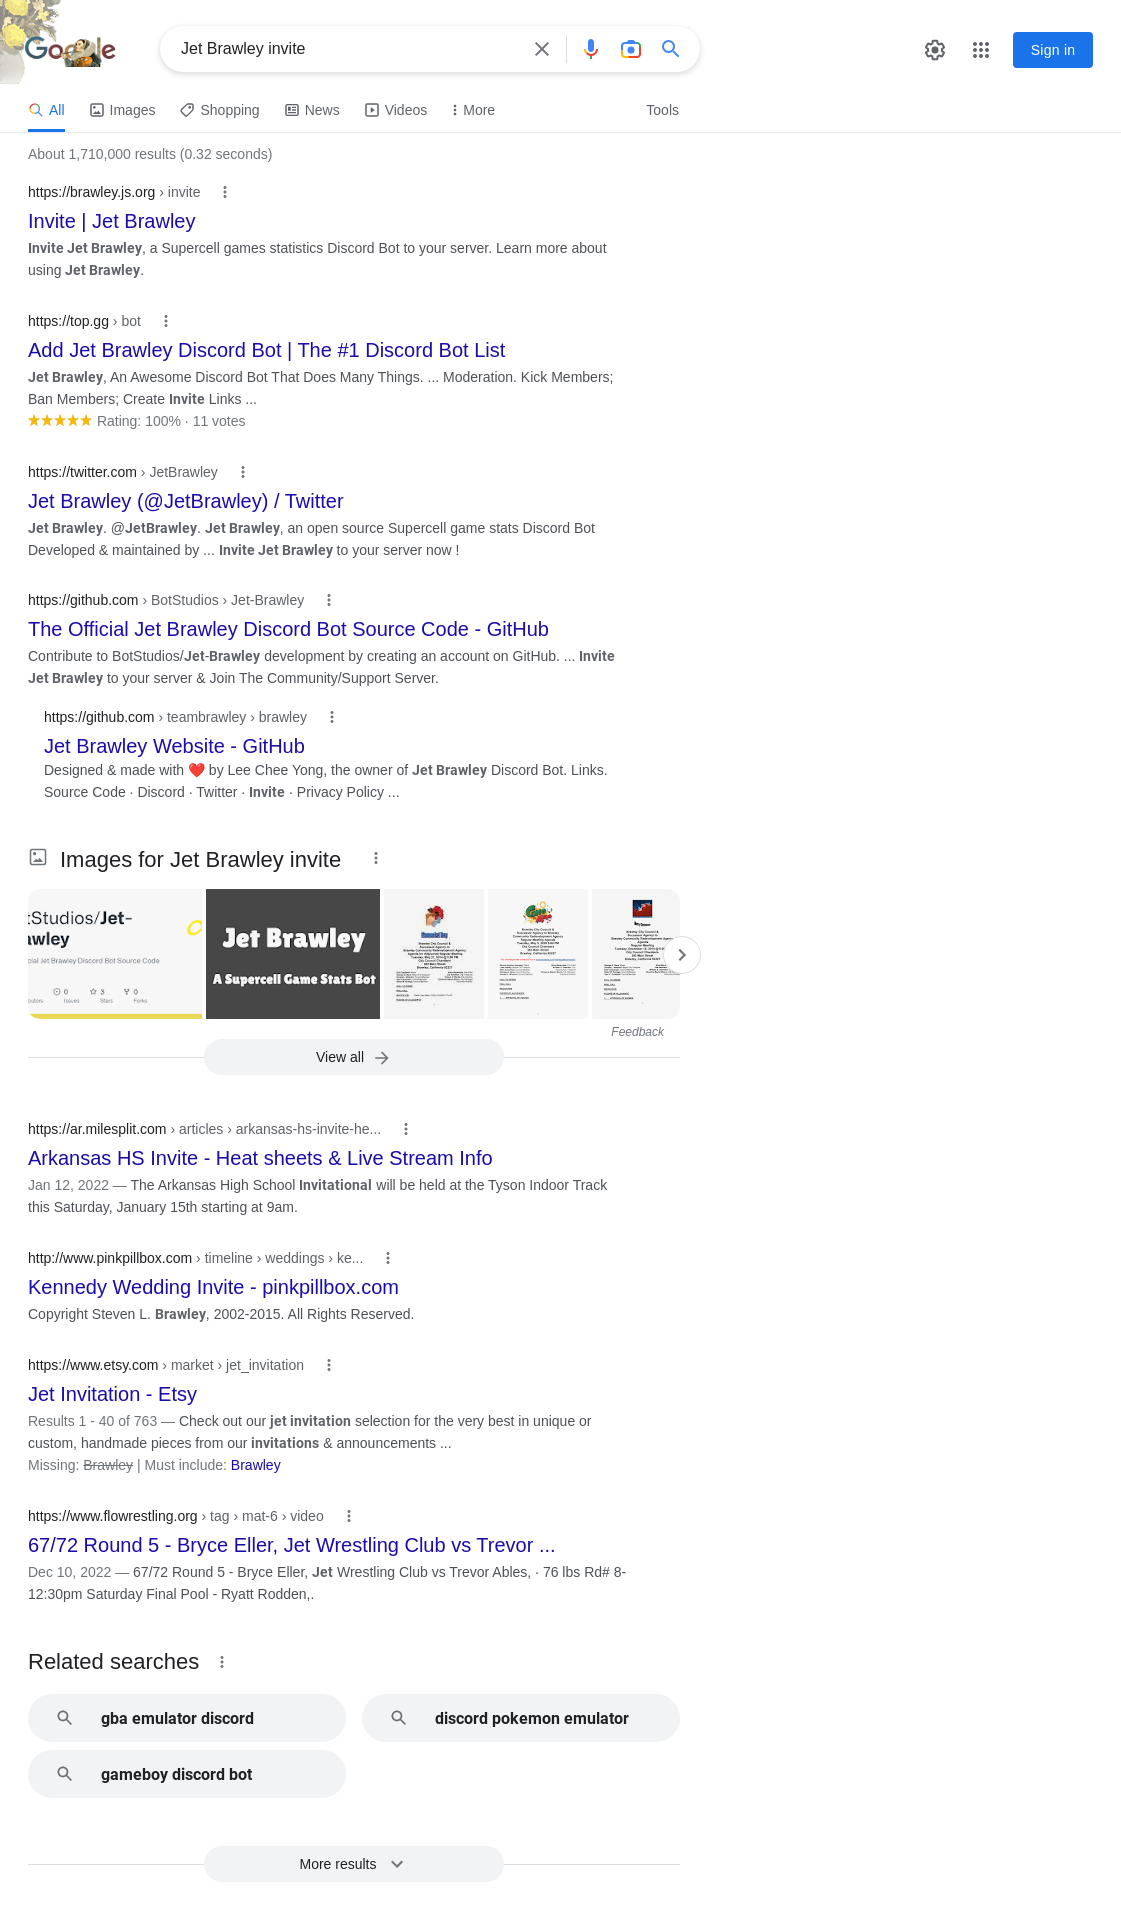 Google
Jet Brawley invite
Sign in
All
Images
Shopping
News
Videos
More
Tools
About 1,710,000 results (0.32 seconds)
https://brawley.js.org › invite
Invite | Jet Brawley
Invite Jet Brawley, a Supercell games statistics Discord Bot to your server. Learn more about
using Jet Brawley.
https://top.gg › bot
Add Jet Brawley Discord Bot | The #1 Discord Bot List
Jet Brawley, An Awesome Discord Bot That Does Many Things. ... Moderation. Kick Members;
Ban Members; Create Invite Links ...
Rating: 100% · 11 votes
https://twitter.com › JetBrawley
Jet Brawley (@JetBrawley) / Twitter
Jet Brawley. @JetBrawley. Jet Brawley, an open source Supercell game stats Discord Bot
Developed & maintained by ... Invite Jet Brawley to your server now !
https://github.com › BotStudios › Jet-Brawley
The Official Jet Brawley Discord Bot Source Code - GitHub
Contribute to BotStudios/Jet-Brawley development by creating an account on GitHub. ... Invite
Jet Brawley to your server & Join The Community/Support Server.
https://github.com › teambrawley › brawley
Jet Brawley Website - GitHub
Designed & made with ❤️ by Lee Chee Yong, the owner of Jet Brawley Discord Bot. Links.
Source Code · Discord · Twitter · Invite · Privacy Policy ...
Images for Jet Brawley invite
tStudios/Jet-
awley
cial Jet Brawley Discord Bot Source Code
0
3
0
Issues
Stars
Forks
Jet Brawley
A Supercell Game Stats Bot
Feedback
View all
https://ar.milesplit.com › articles › arkansas-hs-invite-he...
Arkansas HS Invite - Heat sheets & Live Stream Info
Jan 12, 2022 — The Arkansas High School Invitational will be held at the Tyson Indoor Track
this Saturday, January 15th starting at 9am.
http://www.pinkpillbox.com › timeline › weddings › ke...
Kennedy Wedding Invite - pinkpillbox.com
Copyright Steven L. Brawley, 2002-2015. All Rights Reserved.
https://www.etsy.com › market › jet_invitation
Jet Invitation - Etsy
Results 1 - 40 of 763 — Check out our jet invitation selection for the very best in unique or
custom, handmade pieces from our invitations & announcements ...
Missing: Brawley | Must include: Brawley
https://www.flowrestling.org › tag › mat-6 › video
67/72 Round 5 - Bryce Eller, Jet Wrestling Club vs Trevor ...
Dec 10, 2022 — 67/72 Round 5 - Bryce Eller, Jet Wrestling Club vs Trevor Ables, · 76 lbs Rd# 8-
12:30pm Saturday Final Pool - Ryatt Rodden,.
Related searches
gba emulator discord
discord pokemon emulator
gameboy discord bot
More results